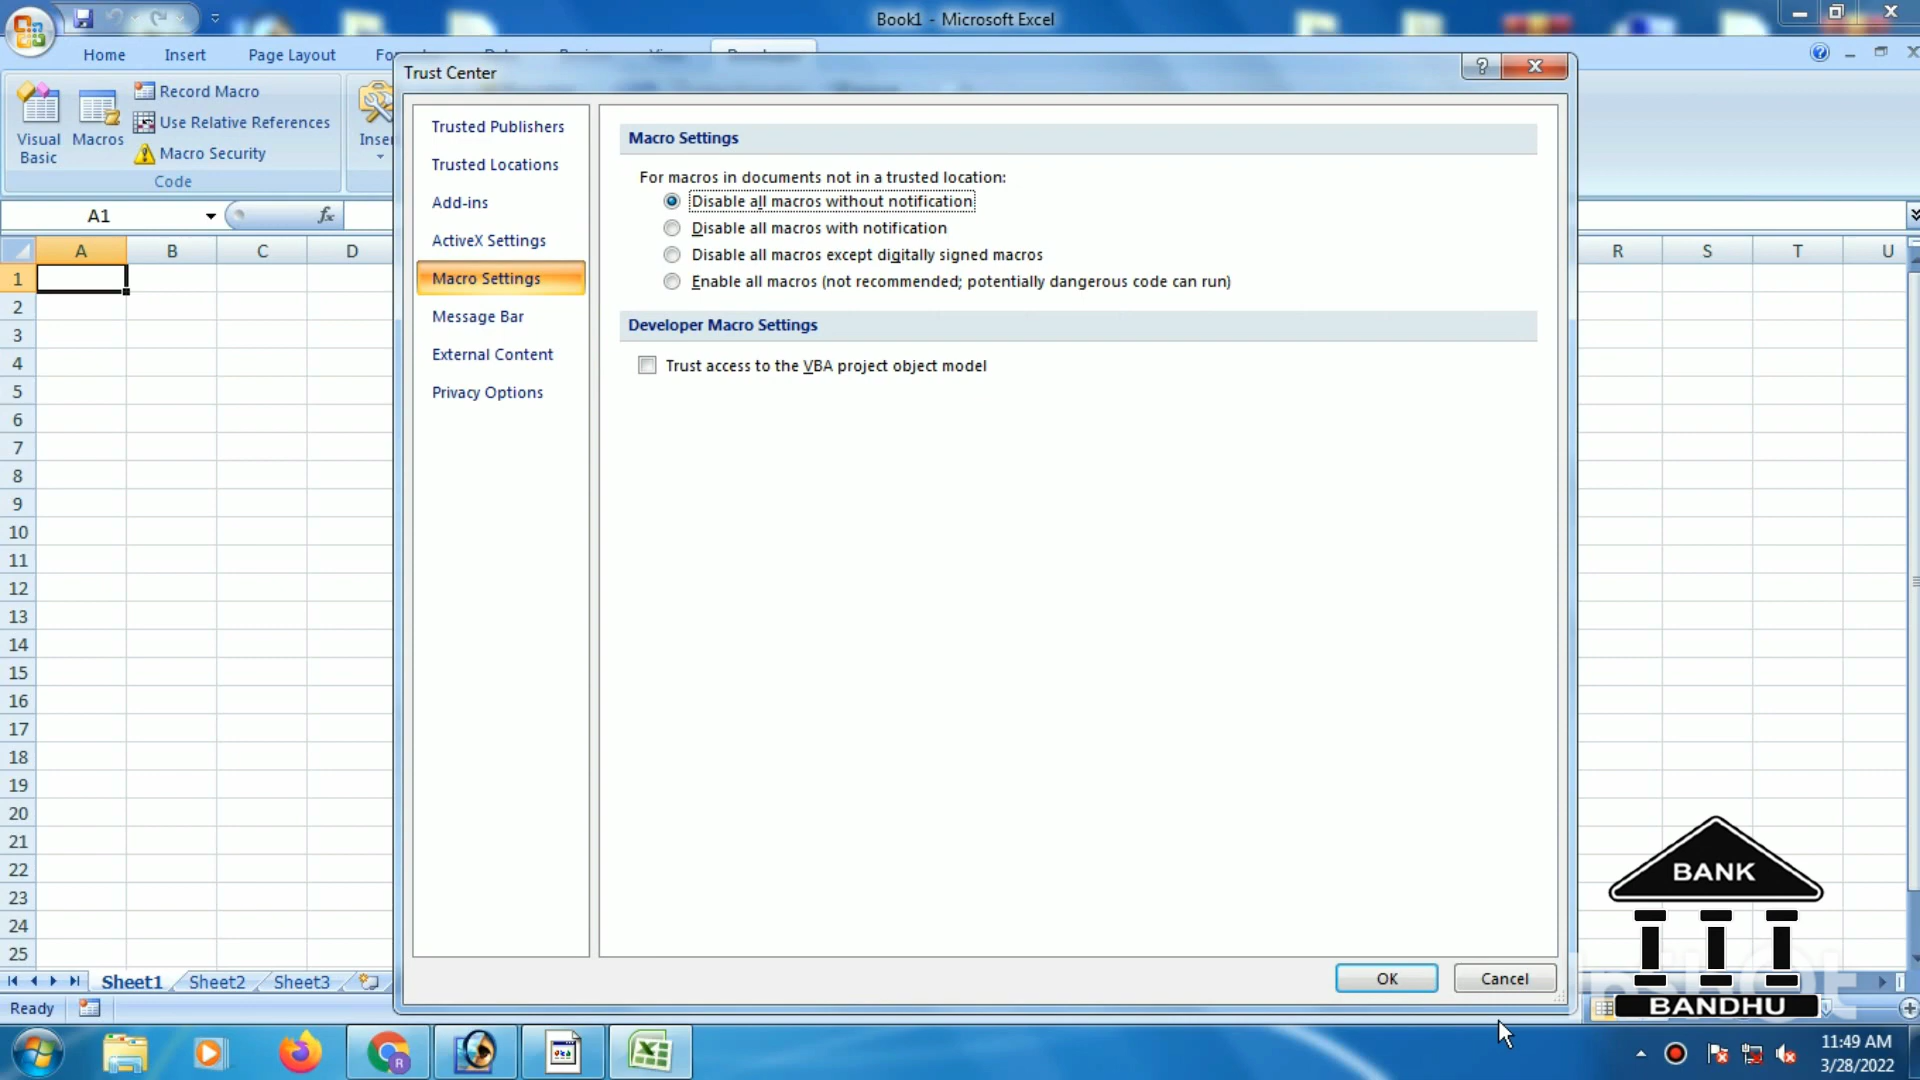 Book1 - Microsoft Excel
Home Insert Page Layout
Trust Center
Visual Basic
Macros
Record Macro
Use Relative References
Macro Security
Code
A1
fx
A B C D R S T U
1
2
3
4
5
6
7
8
9
10
11
12
13
14
15
16
17
18
19
20
21
22
23
24
25
Trusted Publishers
Trusted Locations
Add-ins
ActiveX Settings
Macro Settings
Message Bar
External Content
Privacy Options
Macro Settings
For macros in documents not in a trusted location:
Disable all macros without notification
Disable all macros with notification
Disable all macros except digitally signed macros
Enable all macros (not recommended; potentially dangerous code can run)
Developer Macro Settings
Trust access to the VBA project object model
OK Cancel
Sheet1 Sheet2 Sheet3
Ready
BANK
BANDHU
11:49 AM
3/28/2022